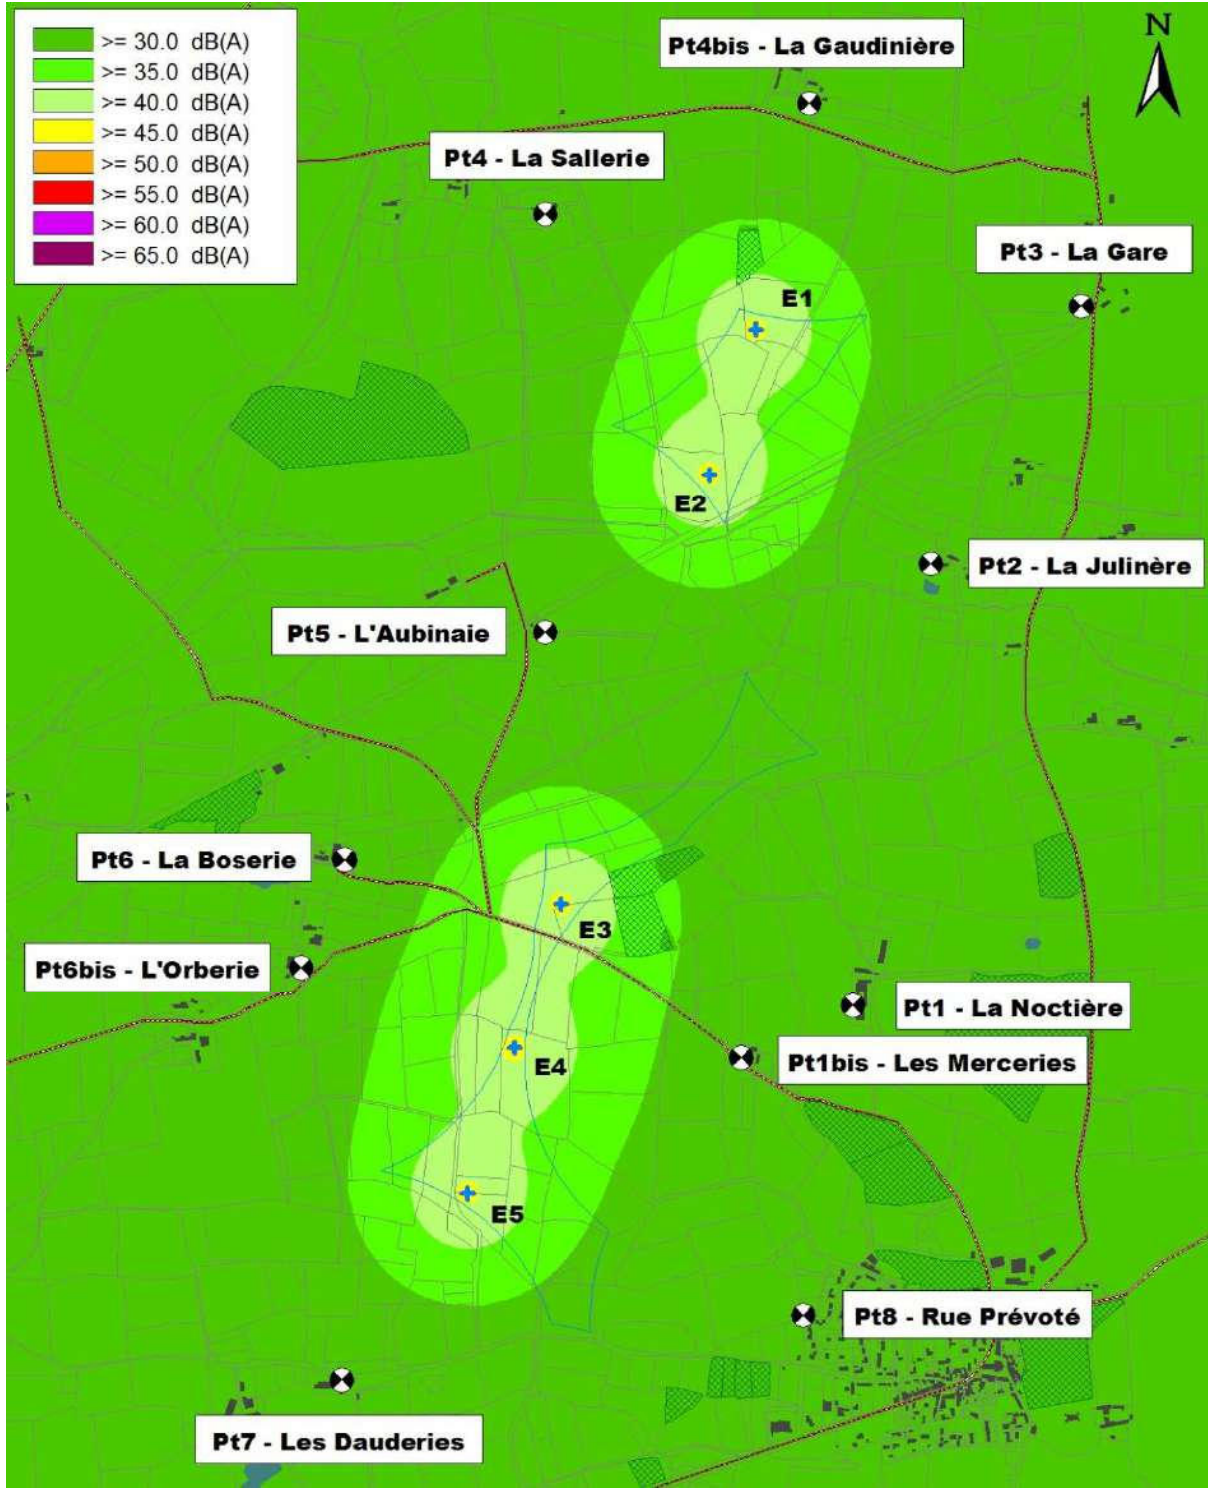 >= 30.0 dB(A)
>= 35.0 dB(A)
>= 40.0 dB(A)
>= 45.0 dB(A)
>= 50.0 dB(A)
>= 55.0 dB(A)
>= 60.0 dB(A)
>= 65.0 dB(A)
N
Pt4bis - La Gaudinière
Pt4 - La Sallerie
Pt3 - La Gare
E1
E2
Pt2 - La Julinère
Pt5 - L'Aubinaie
Pt6 - La Boserie
E3
Pt6bis - L'Orberie
Pt1 - La Noctière
Pt1bis - Les Merceries
E4
E5
Pt8 - Rue Prévoté
Pt7 - Les Dauderies